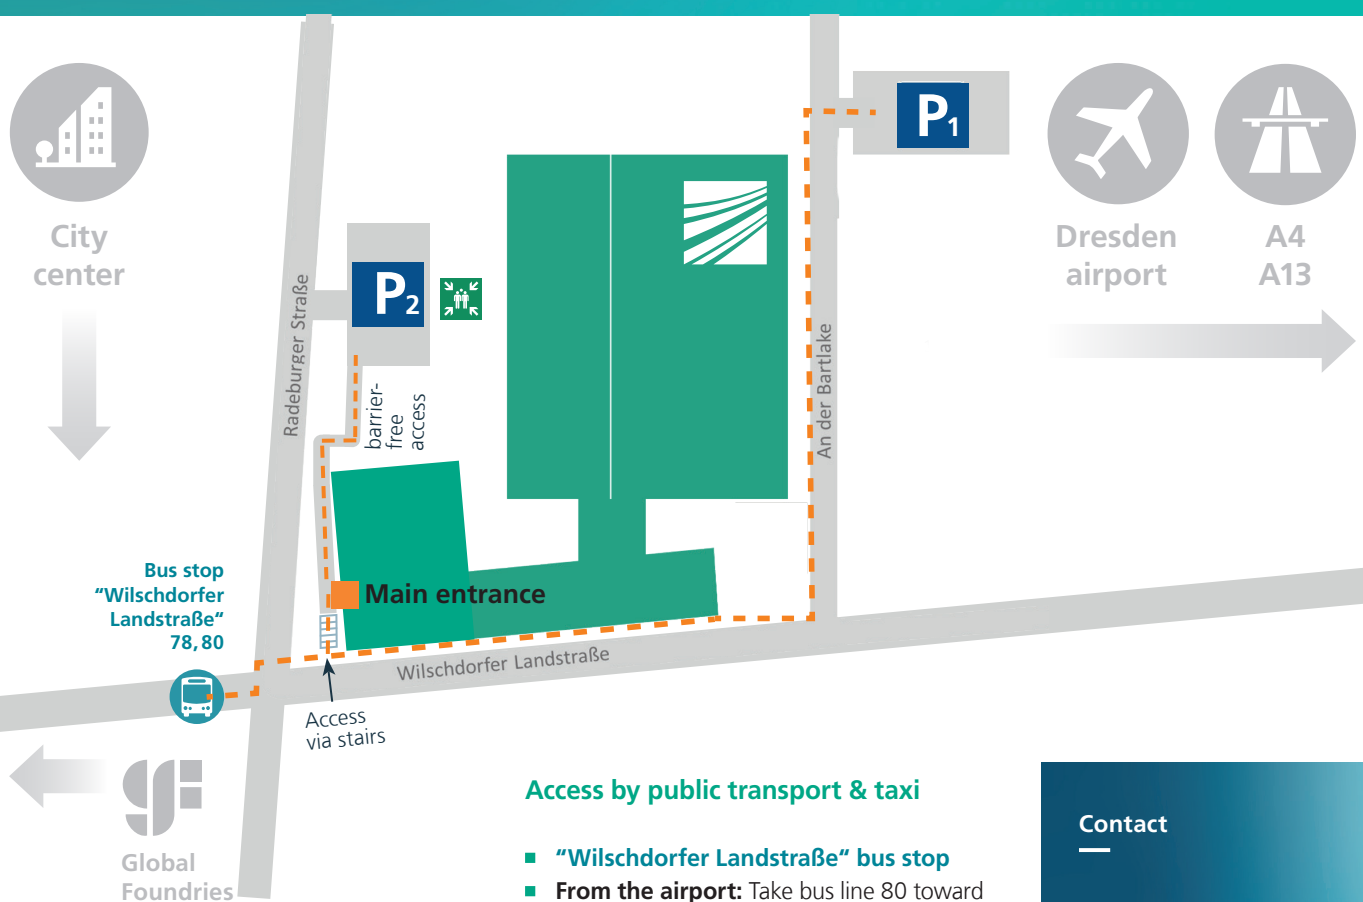 City
center
P1
Dresden
airport
A4
A13
P2
Radeburger Straße
barrier-
free
access
An der Bartlake
Bus stop
“Wilschdorfer
Landstraße“
78,80
Main entrance
Wilschdorfer Landstraße
Access
via stairs
Global
Foundries
Access by public transport & taxi
“Wilschdorfer Landstraße“ bus stop
From the airport: Take bus line 80 toward
Contact